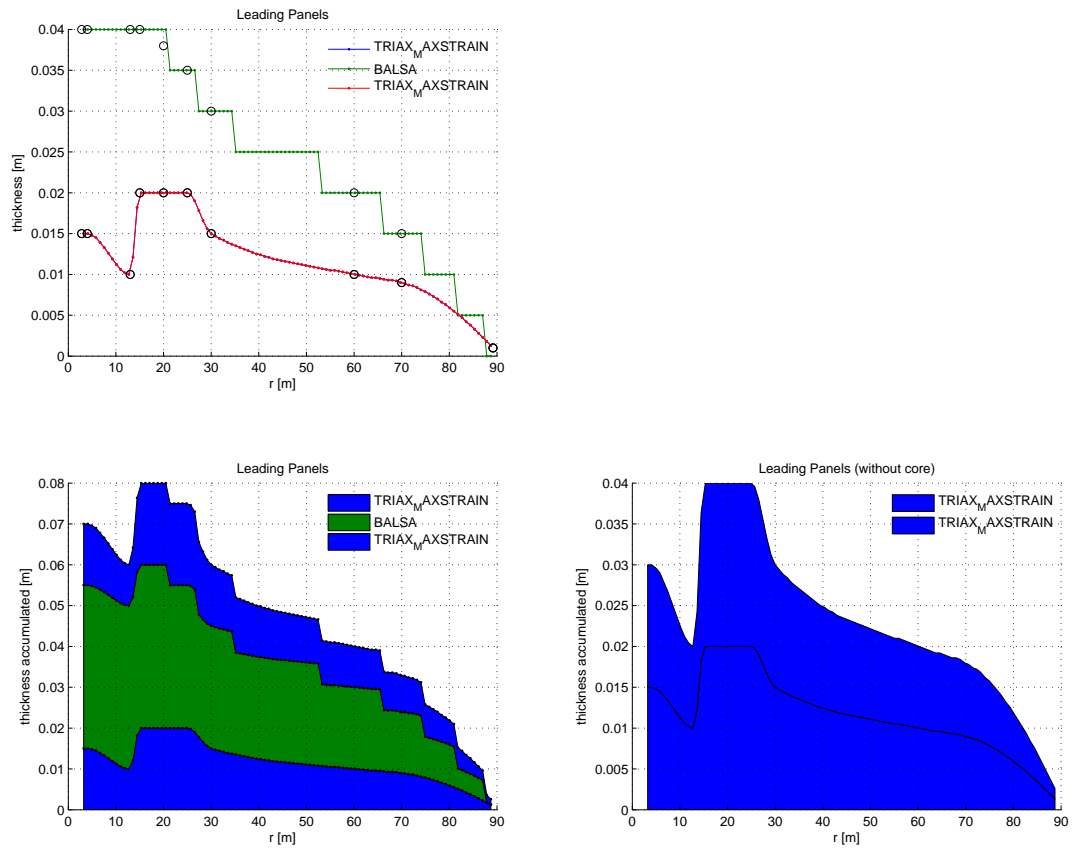 Leading Panels
TRIAX_MAXSTRAIN
BALSA
TRIAX_MAXSTRAIN
thickness [m]
0.04
0.035
0.03
0.025
0.02
0.015
0.01
0.005
0
0 10 20 30 40 50 60 70 80 90
r [m]
Leading Panels
TRIAX_MAXSTRAIN
BALSA
TRIAX_MAXSTRAIN
thickness accumulated [m]
0.08
0.07
0.06
0.05
0.04
0.03
0.02
0.01
0
0 10 20 30 40 50 60 70 80 90
r [m]
Leading Panels (without core)
TRIAX_MAXSTRAIN
TRIAX_MAXSTRAIN
thickness accumulated [m]
0.04
0.035
0.03
0.025
0.02
0.015
0.01
0.005
0
0 10 20 30 40 50 60 70 80 90
r [m]